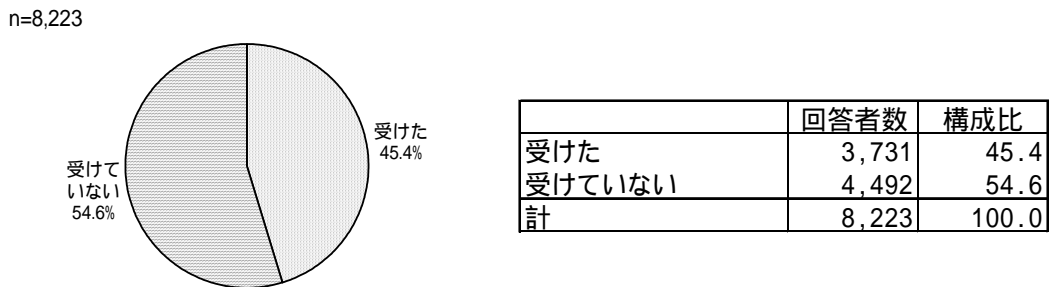 n=8,223
受けた
45.4%
受けて
いない
54.6%
回答者数 構成比
受けた 3,731 45.4
受けていない 4,492 54.6
計 8,223 100.0